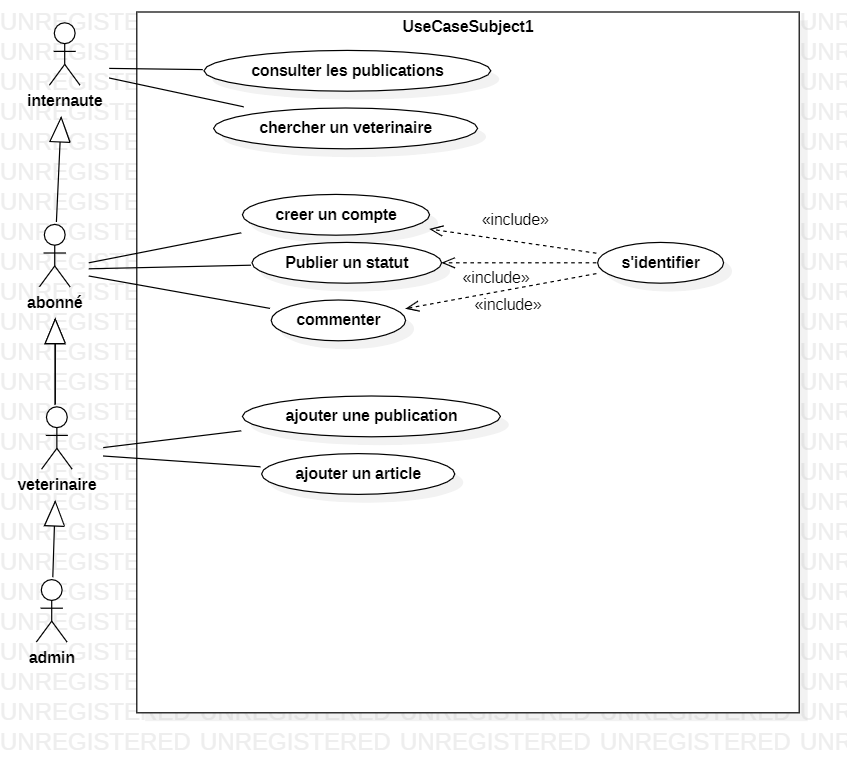 UseCaseSubject1
internaute
consulter les publications
chercher un veterinaire
abonné
creer un compte
Publier un statut
commenter
«include»
«include»
«include»
s'identifier
veterinaire
ajouter une publication
ajouter un article
admin
UNREGISTERED UNREGISTERED UNREGISTERED UNREGISTERED UNR